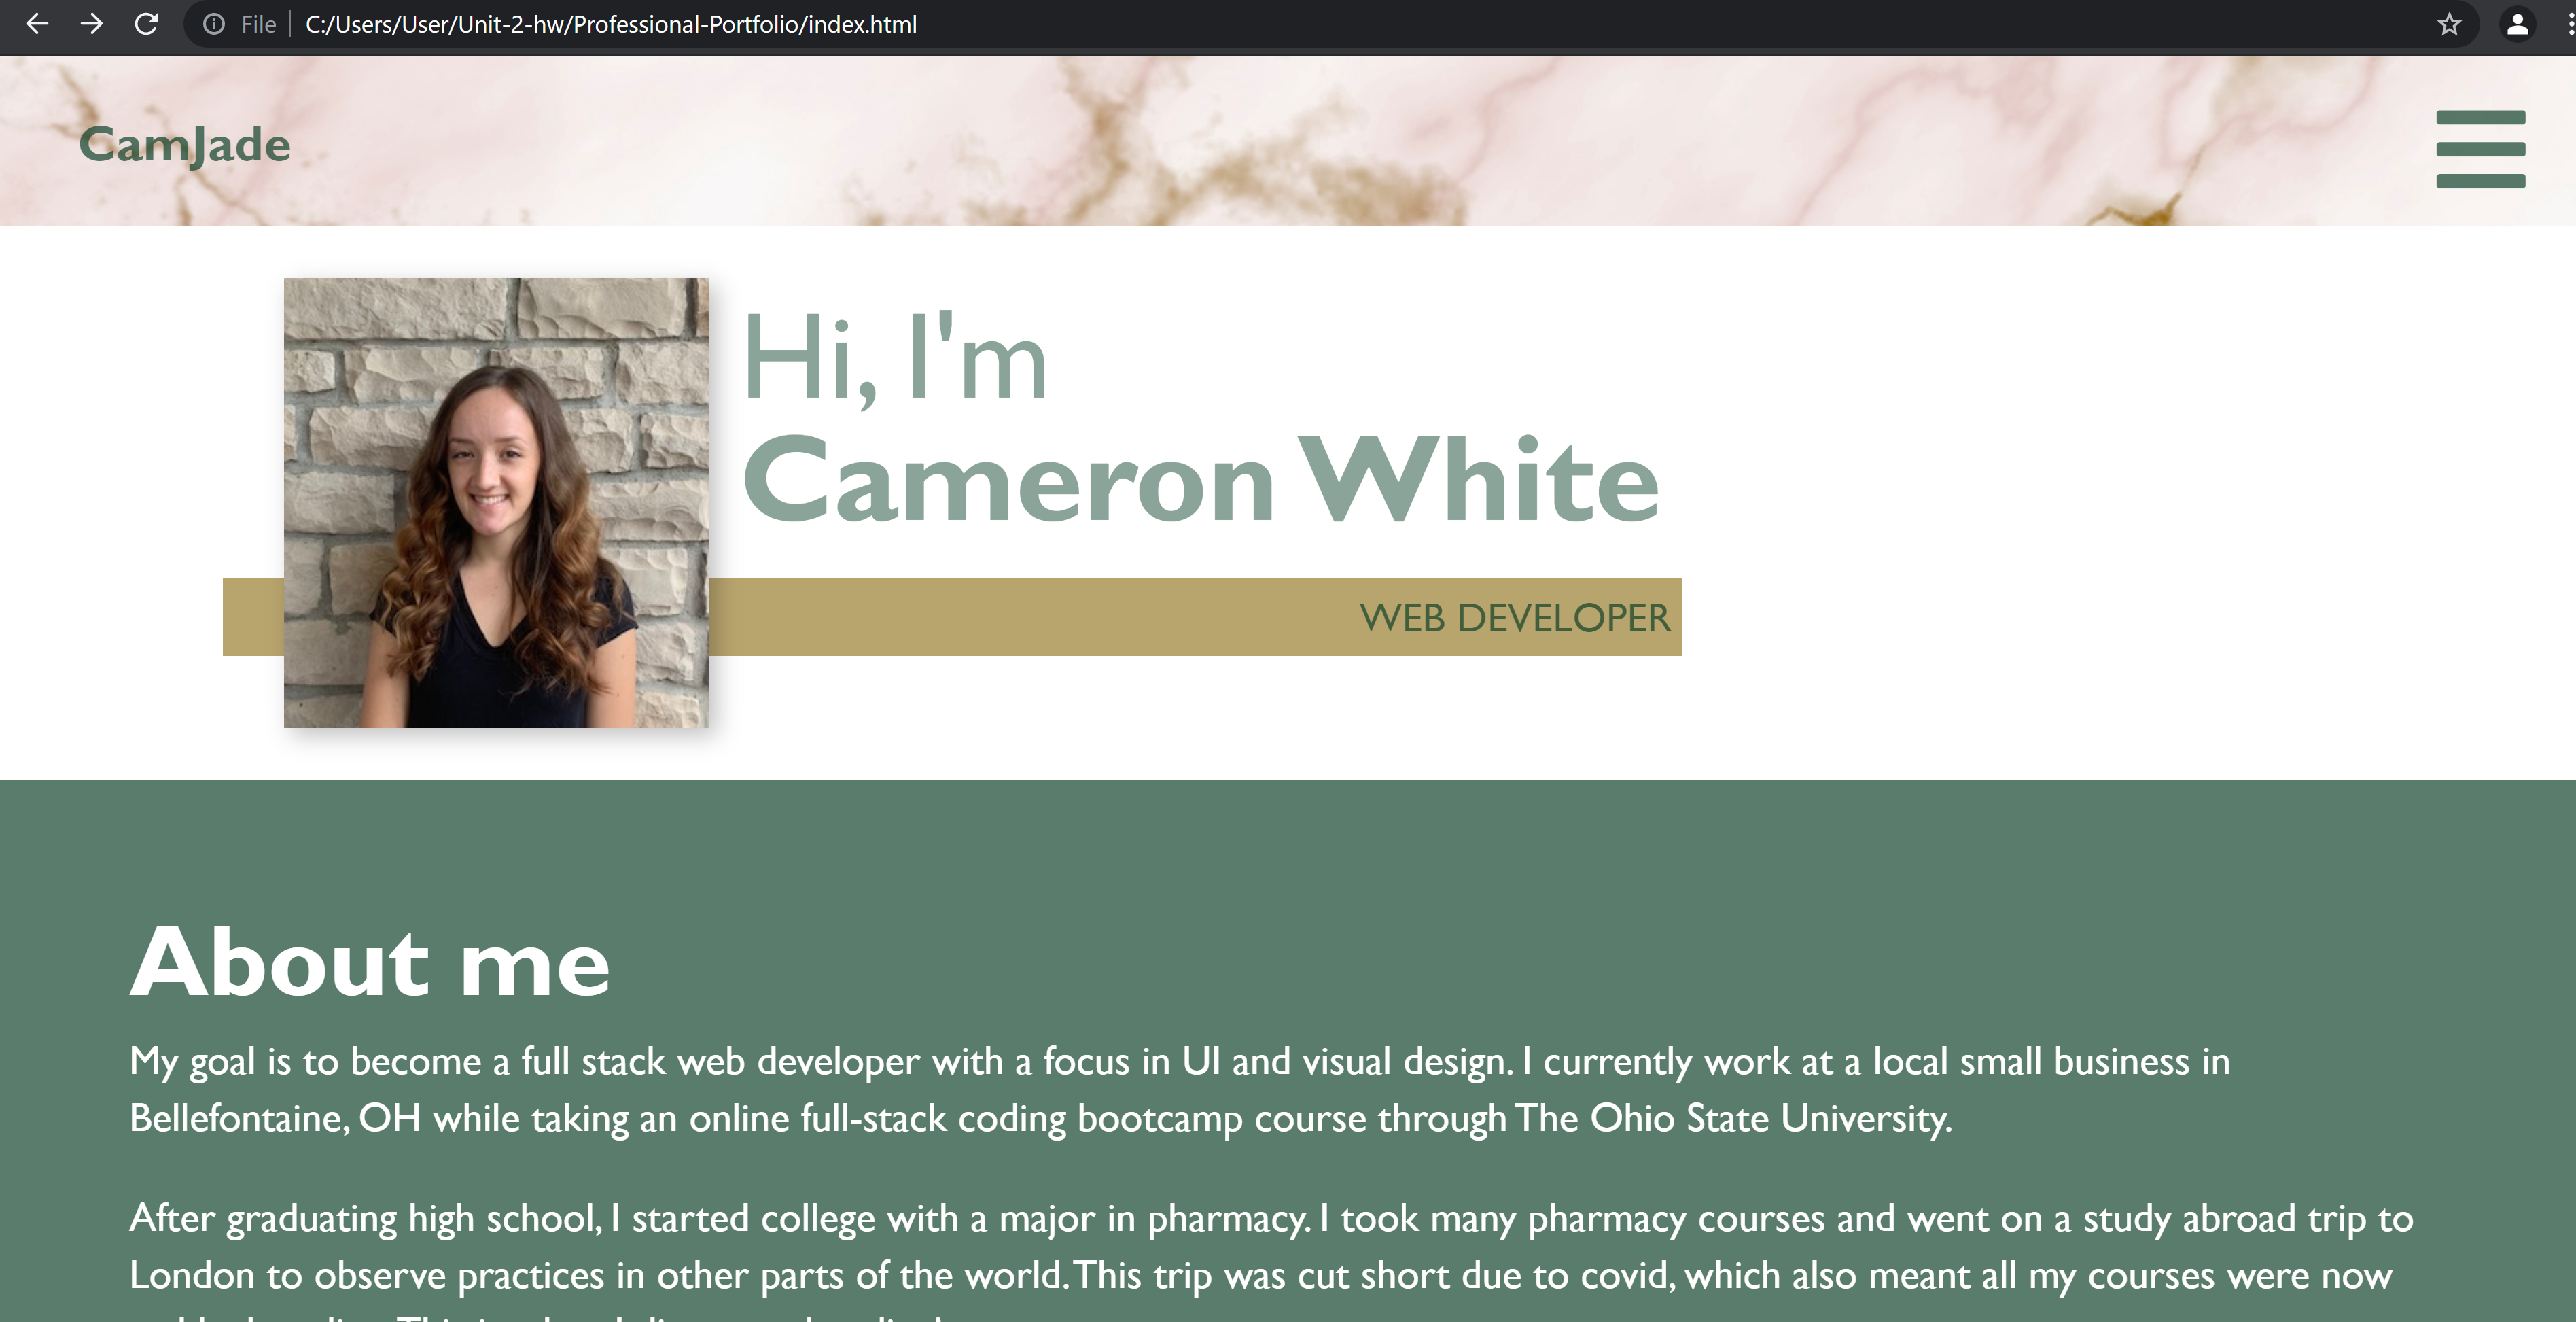 File C:/Users/User/Unit-2-hw/Professional-Portfolio/index.html
CamJade
Hi, I'm
Cameron White
WEB DEVELOPER
About me
My goal is to become a full stack web developer with a focus in UI and visual design. I currently work at a local small business in
Bellefontaine, OH while taking an online full-stack coding bootcamp course through The Ohio State University.
After graduating high school, I started college with a major in pharmacy. I took many pharmacy courses and went on a study abroad trip to
London to observe practices in other parts of the world. This trip was cut short due to covid, which also meant all my courses were now